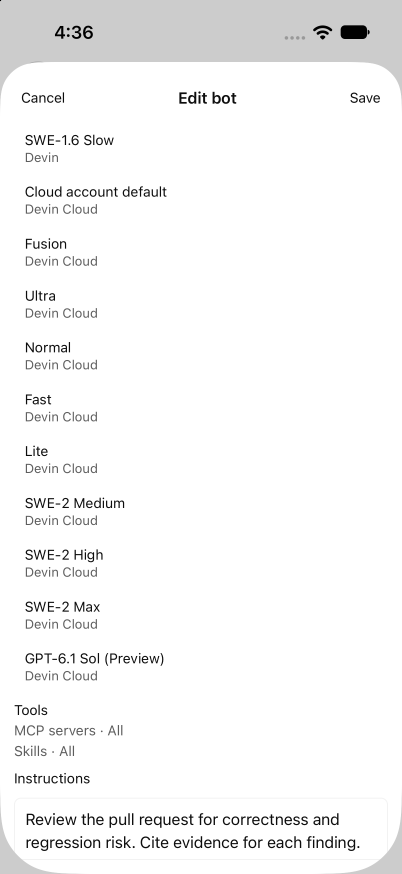 4:36
Cancel
Edit bot
Save
SWE-1.6 Slow
Devin
Cloud account default
Devin Cloud
Fusion
Devin Cloud
Ultra
Devin Cloud
Normal
Devin Cloud
Fast
Devin Cloud
Lite
Devin Cloud
SWE-2 Medium
Devin Cloud
SWE-2 High
Devin Cloud
SWE-2 Max
Devin Cloud
GPT-6.1 Sol (Preview)
Devin Cloud
Tools
MCP servers · All
Skills · All
Instructions
Review the pull request for correctness and
regression risk. Cite evidence for each finding.